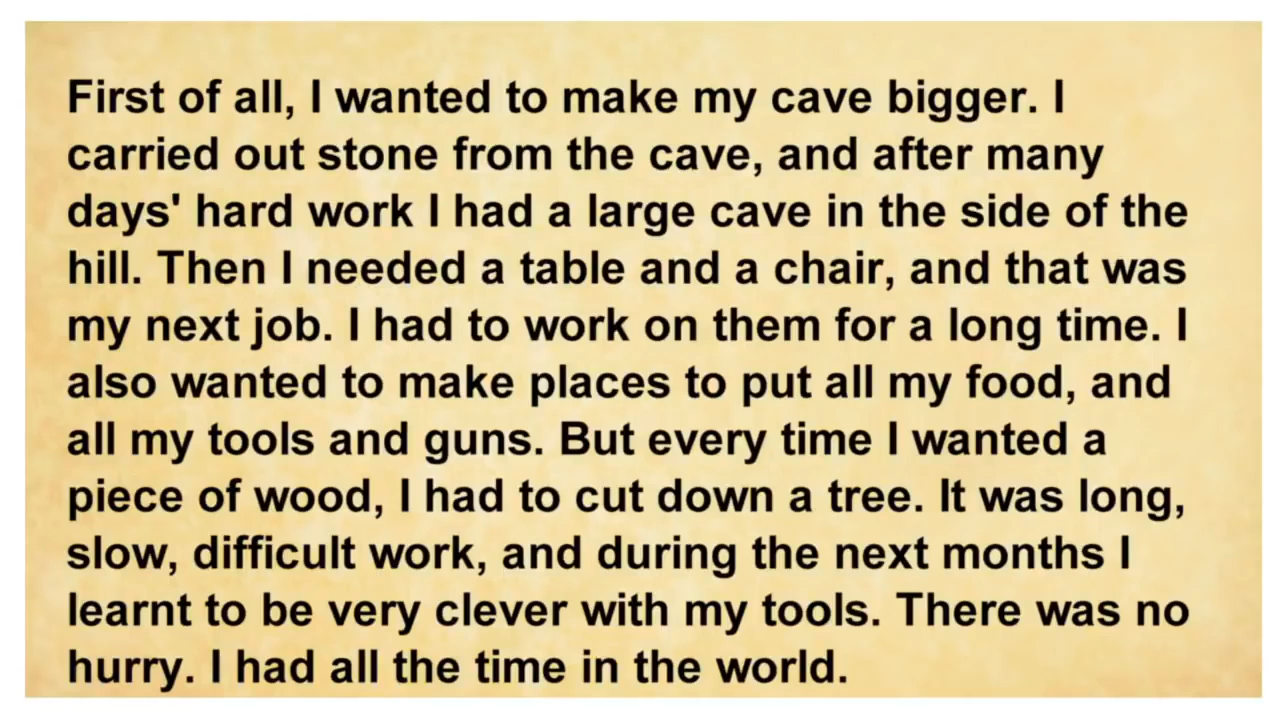 First of all, I wanted to make my cave bigger. I
carried out stone from the cave, and after many
days' hard work I had a large cave in the side of the
hill. Then I needed a table and a chair, and that was
my next job. I had to work on them for a long time. I
also wanted to make places to put all my food, and
all my tools and guns. But every time I wanted a
piece of wood, I had to cut down a tree. It was long,
slow, difficult work, and during the next months I
learnt to be very clever with my tools. There was no
hurry. I had all the time in the world.